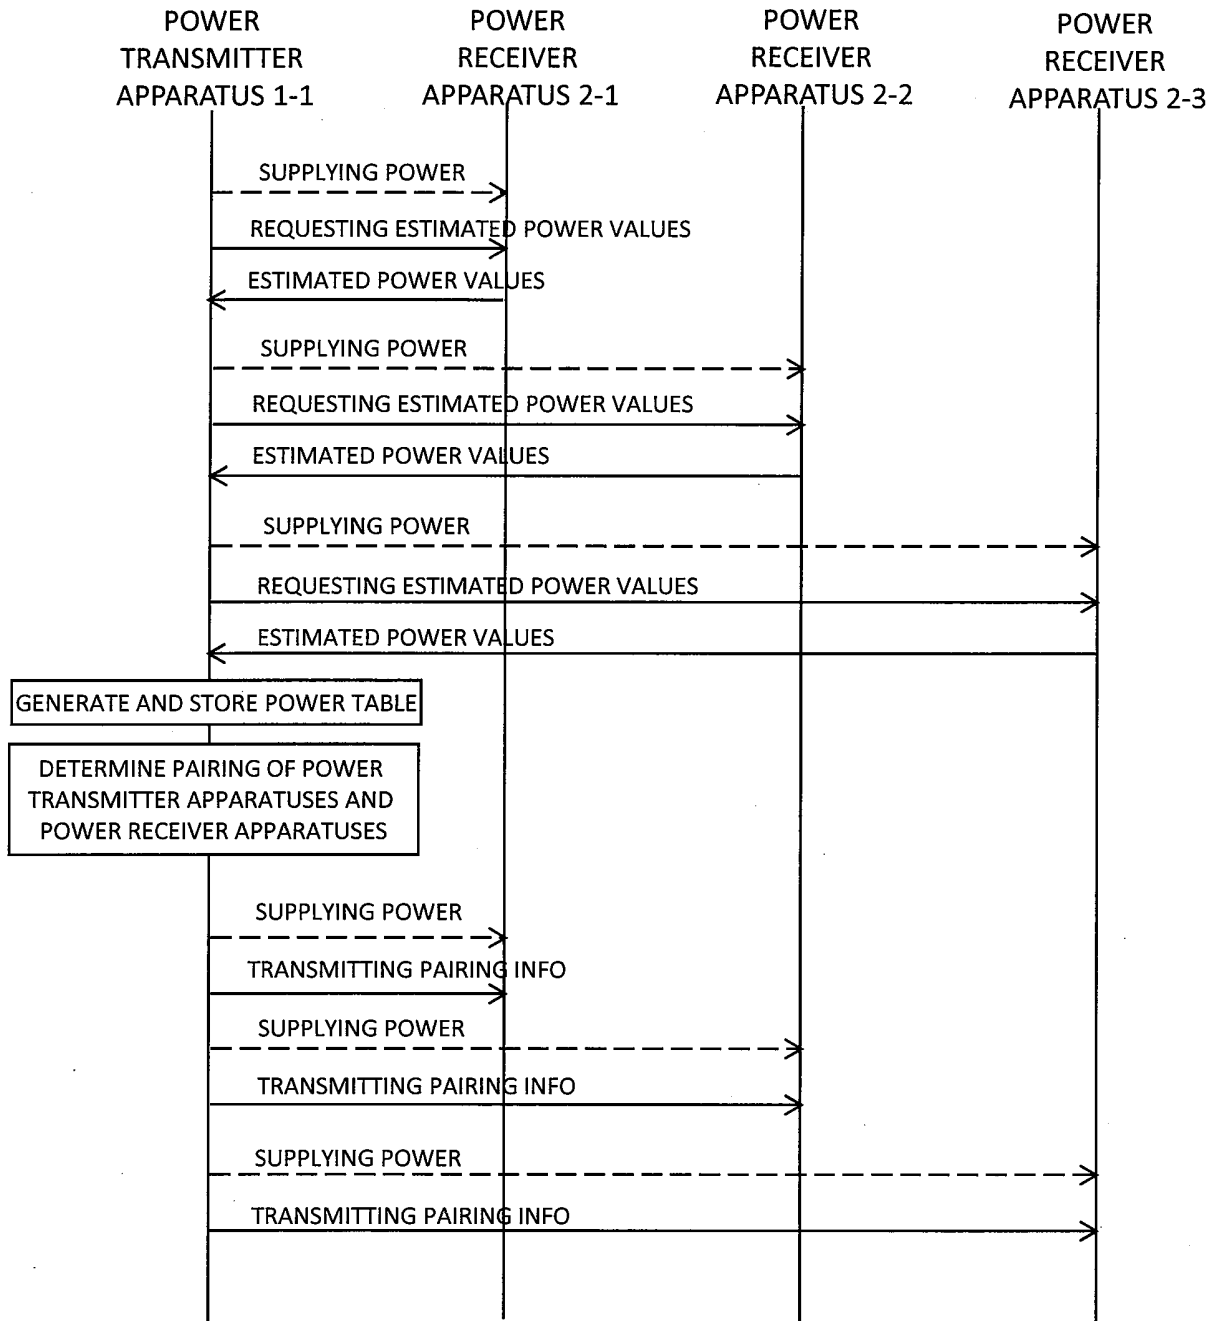 POWER
TRANSMITTER
APPARATUS 1-1
POWER
RECEIVER
APPARATUS 2-1
POWER
RECEIVER
APPARATUS 2-2
POWER
RECEIVER
APPARATUS 2-3
SUPPLYING POWER
REQUESTING ESTIMATED POWER VALUES
ESTIMATED POWER VALUES
SUPPLYING POWER
REQUESTING ESTIMATED POWER VALUES
ESTIMATED POWER VALUES
SUPPLYING POWER
REQUESTING ESTIMATED POWER VALUES
ESTIMATED POWER VALUES
GENERATE AND STORE POWER TABLE
DETERMINE PAIRING OF POWER
TRANSMITTER APPARATUSES AND
POWER RECEIVER APPARATUSES
SUPPLYING POWER
TRANSMITTING PAIRING INFO
SUPPLYING POWER
TRANSMITTING PAIRING INFO
SUPPLYING POWER
TRANSMITTING PAIRING INFO